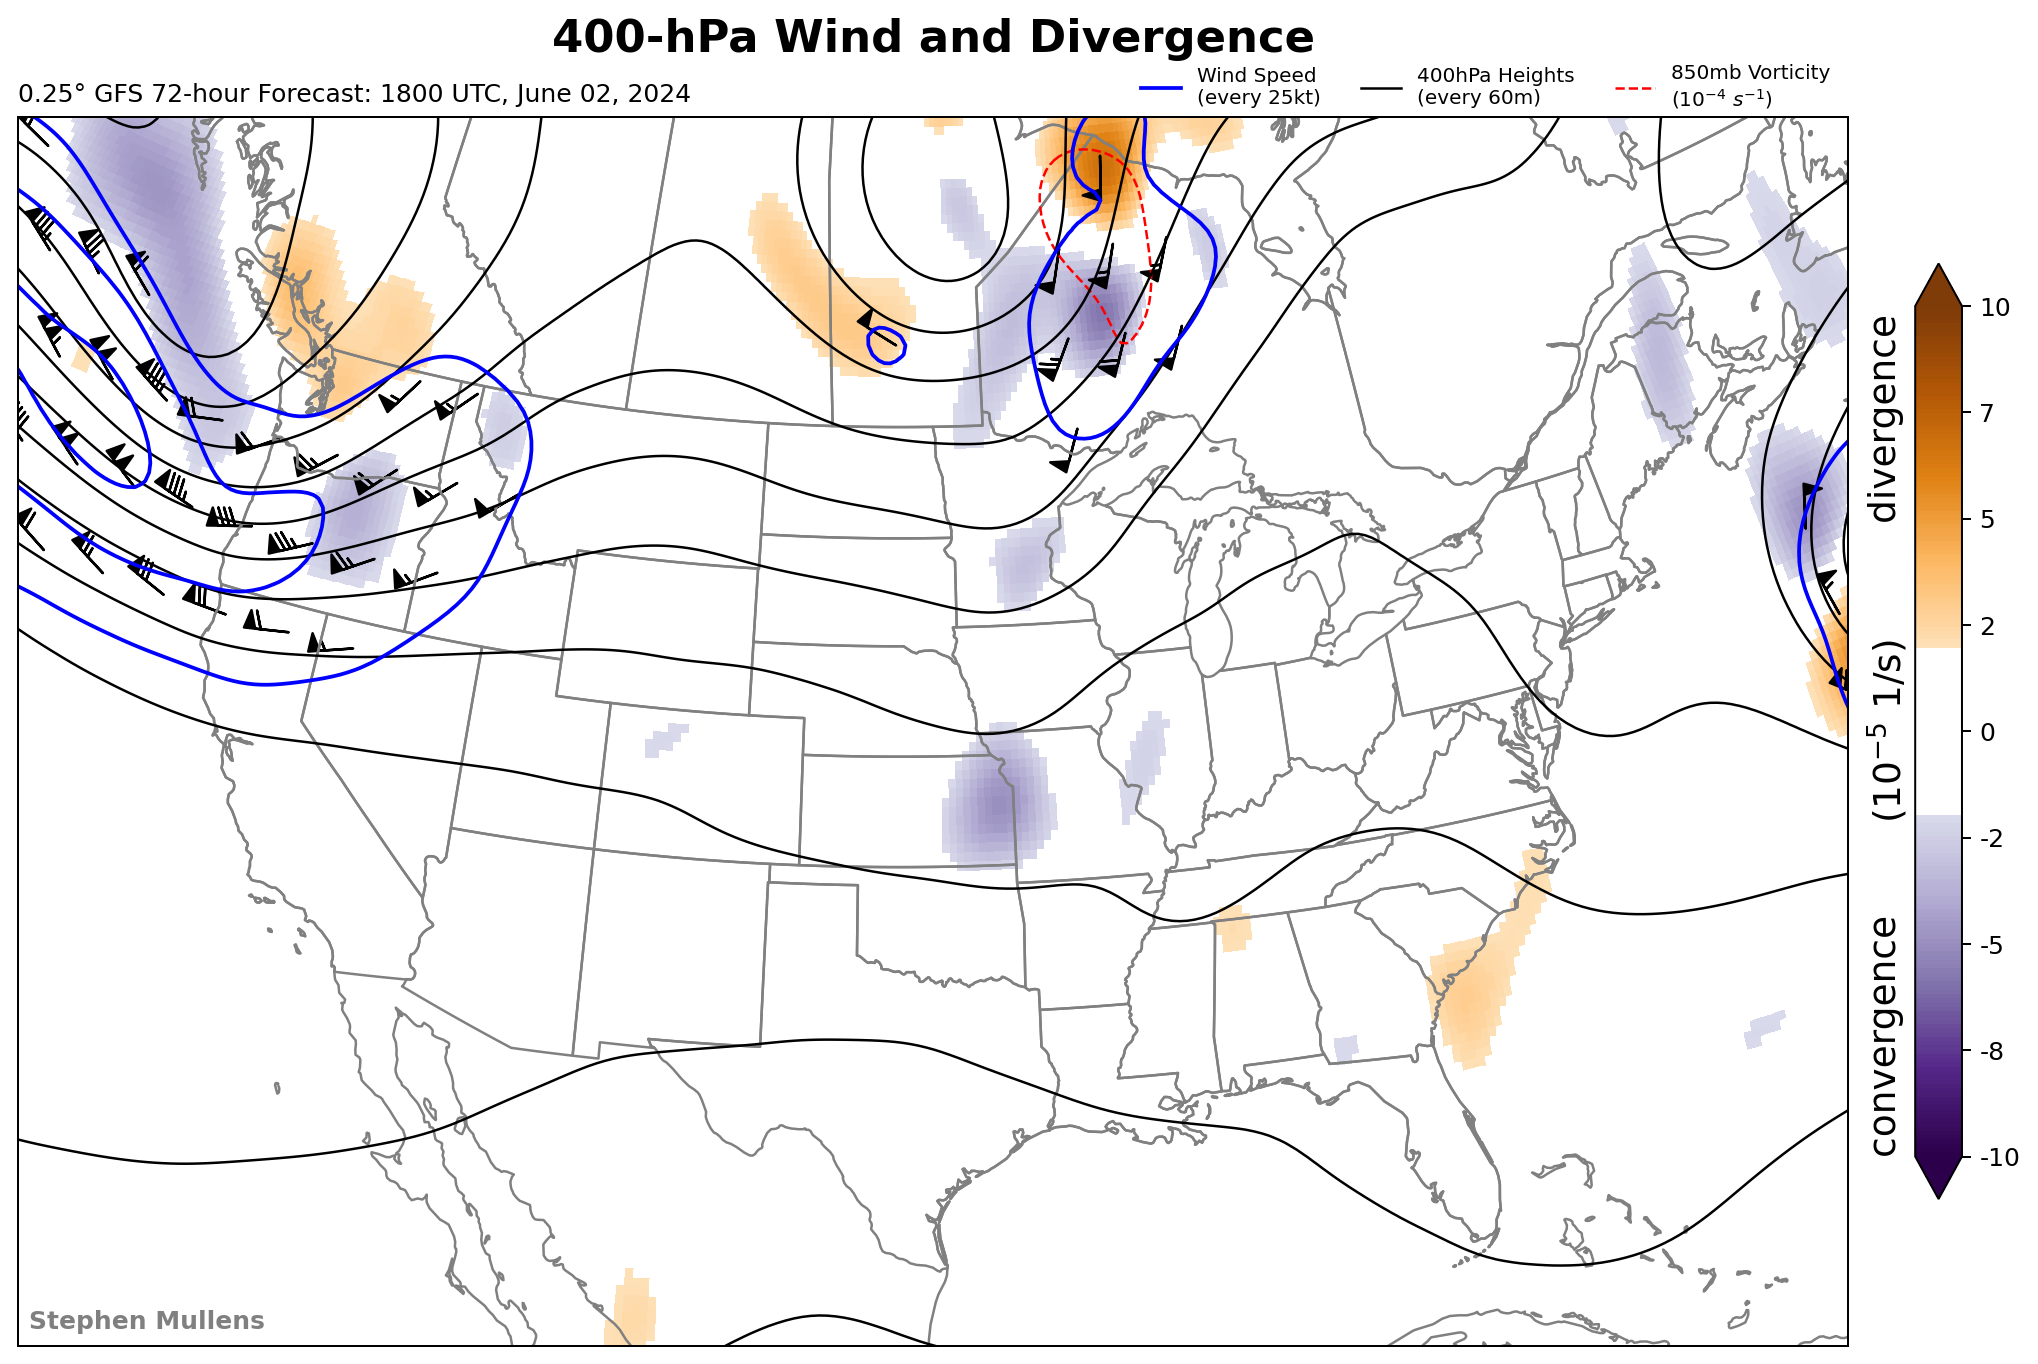 400-hPa Wind and Divergence
0.25° GFS 72-hour Forecast: 1800 UTC, June 02, 2024
Wind Speed
(every 25kt)
400hPa Heights
(every 60m)
850mb Vorticity
(10⁻⁴ s⁻¹)
10
7
5
2
0
-2
-5
-8
-10
convergence (10⁻⁵ 1/s) divergence
Stephen Mullens